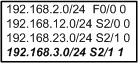 192.168.2.0/24 F0/0 0
192.168.12.0/24 S2/0 0
192.168.23.0/24 S2/1 0
192.168.3.0/24 S2/1 1